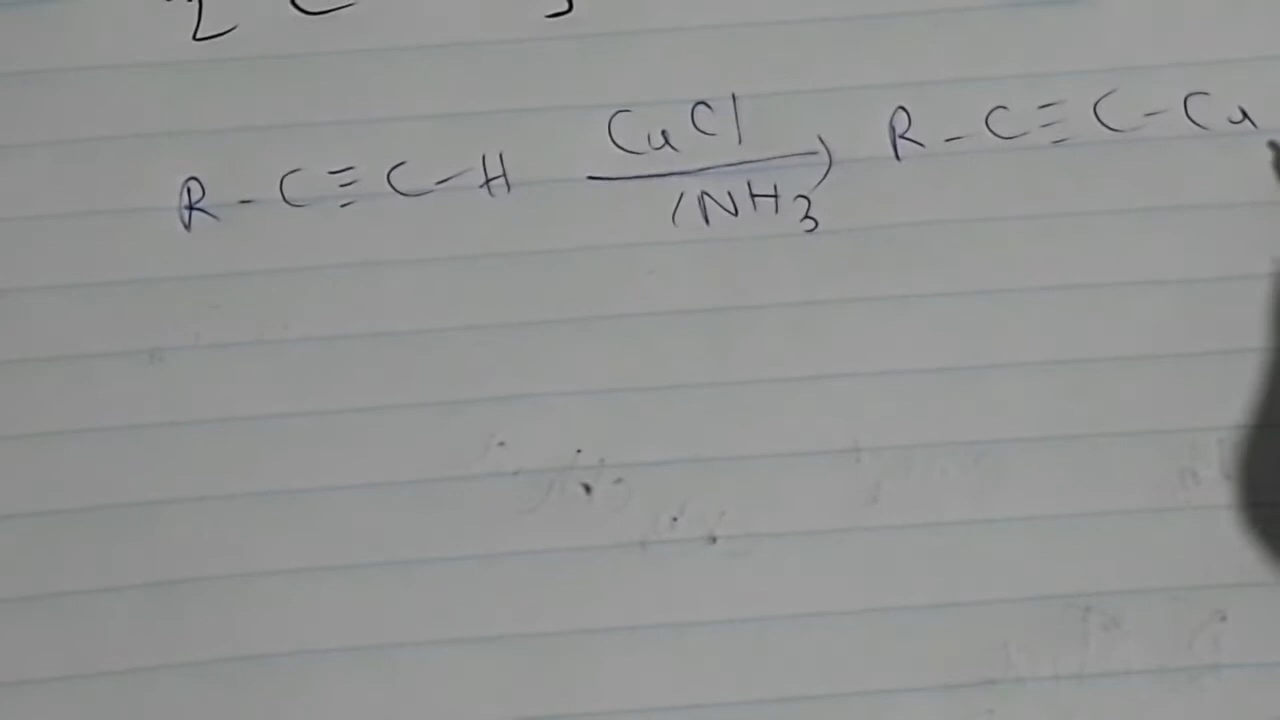 R-C≡C-H CuCl/NH3→ R-C≡C-Cu